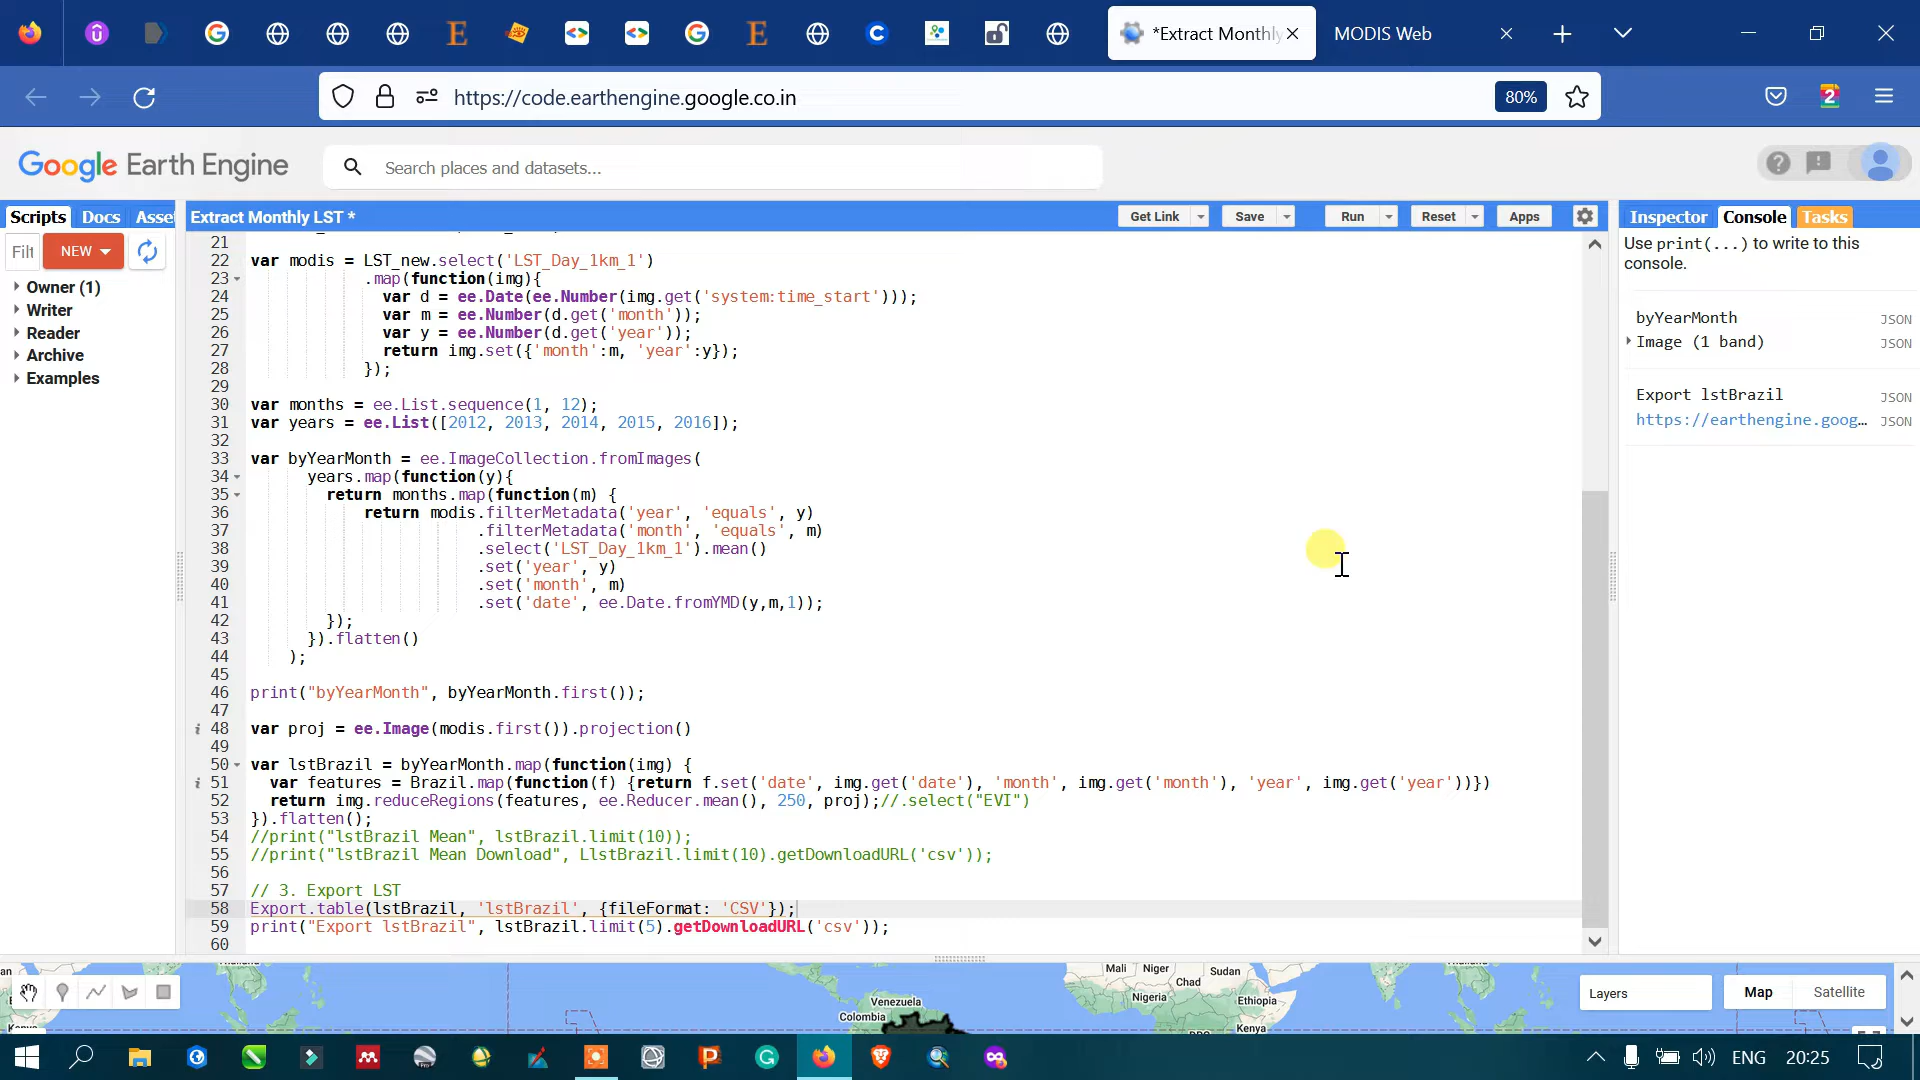 *Extract Monthly
MODIS Web
https://code.earthengine.google.co.in
80%
2
Google Earth Engine
Search places and datasets...
Scripts
Docs
Asse
Extract Monthly LST *
Get Link
Save
Run
Reset
Apps
Inspector
Console
Tasks
Filt
NEW
Owner (1)
Writer
Reader
Archive
Examples
Use print(...) to write to this
console.
byYearMonth
JSON
Image (1 band)
JSON
Export lstBrazil
JSON
https://earthengine.goog…
JSON
21
22 var modis = LST_new.select('LST_Day_1km_1')
23 .map(function(img){
24 var d = ee.Date(ee.Number(img.get('system:time_start')));
25 var m = ee.Number(d.get('month'));
26 var y = ee.Number(d.get('year'));
27 return img.set({'month':m, 'year':y});
28 });
29
30 var months = ee.List.sequence(1, 12);
31 var years = ee.List([2012, 2013, 2014, 2015, 2016]);
32
33 var byYearMonth = ee.ImageCollection.fromImages(
34 years.map(function(y){
35 return months.map(function(m) {
36 return modis.filterMetadata('year', 'equals', y)
37 .filterMetadata('month', 'equals', m)
38 .select('LST_Day_1km_1').mean()
39 .set('year', y)
40 .set('month', m)
41 .set('date', ee.Date.fromYMD(y,m,1));
42 });
43 }).flatten()
44 );
45
46 print("byYearMonth", byYearMonth.first());
47
48 var proj = ee.Image(modis.first()).projection()
49
50 var lstBrazil = byYearMonth.map(function(img) {
51 var features = Brazil.map(function(f) {return f.set('date', img.get('date'), 'month', img.get('month'), 'year', img.get('year'))})
52 return img.reduceRegions(features, ee.Reducer.mean(), 250, proj);//.select("EVI")
53 }).flatten();
54 //print("lstBrazil Mean", lstBrazil.limit(10));
55 //print("lstBrazil Mean Download", LlstBrazil.limit(10).getDownloadURL('csv'));
56
57 // 3. Export LST
58 Export.table(lstBrazil, 'lstBrazil', {fileFormat: 'CSV'});
59 print("Export lstBrazil", lstBrazil.limit(5).getDownloadURL('csv'));
60
Venezuela
Colombia
Mali
Niger
Chad
Sudan
Nigeria
Ethiopia
Kenya
Layers
Map
Satellite
ENG
20:25